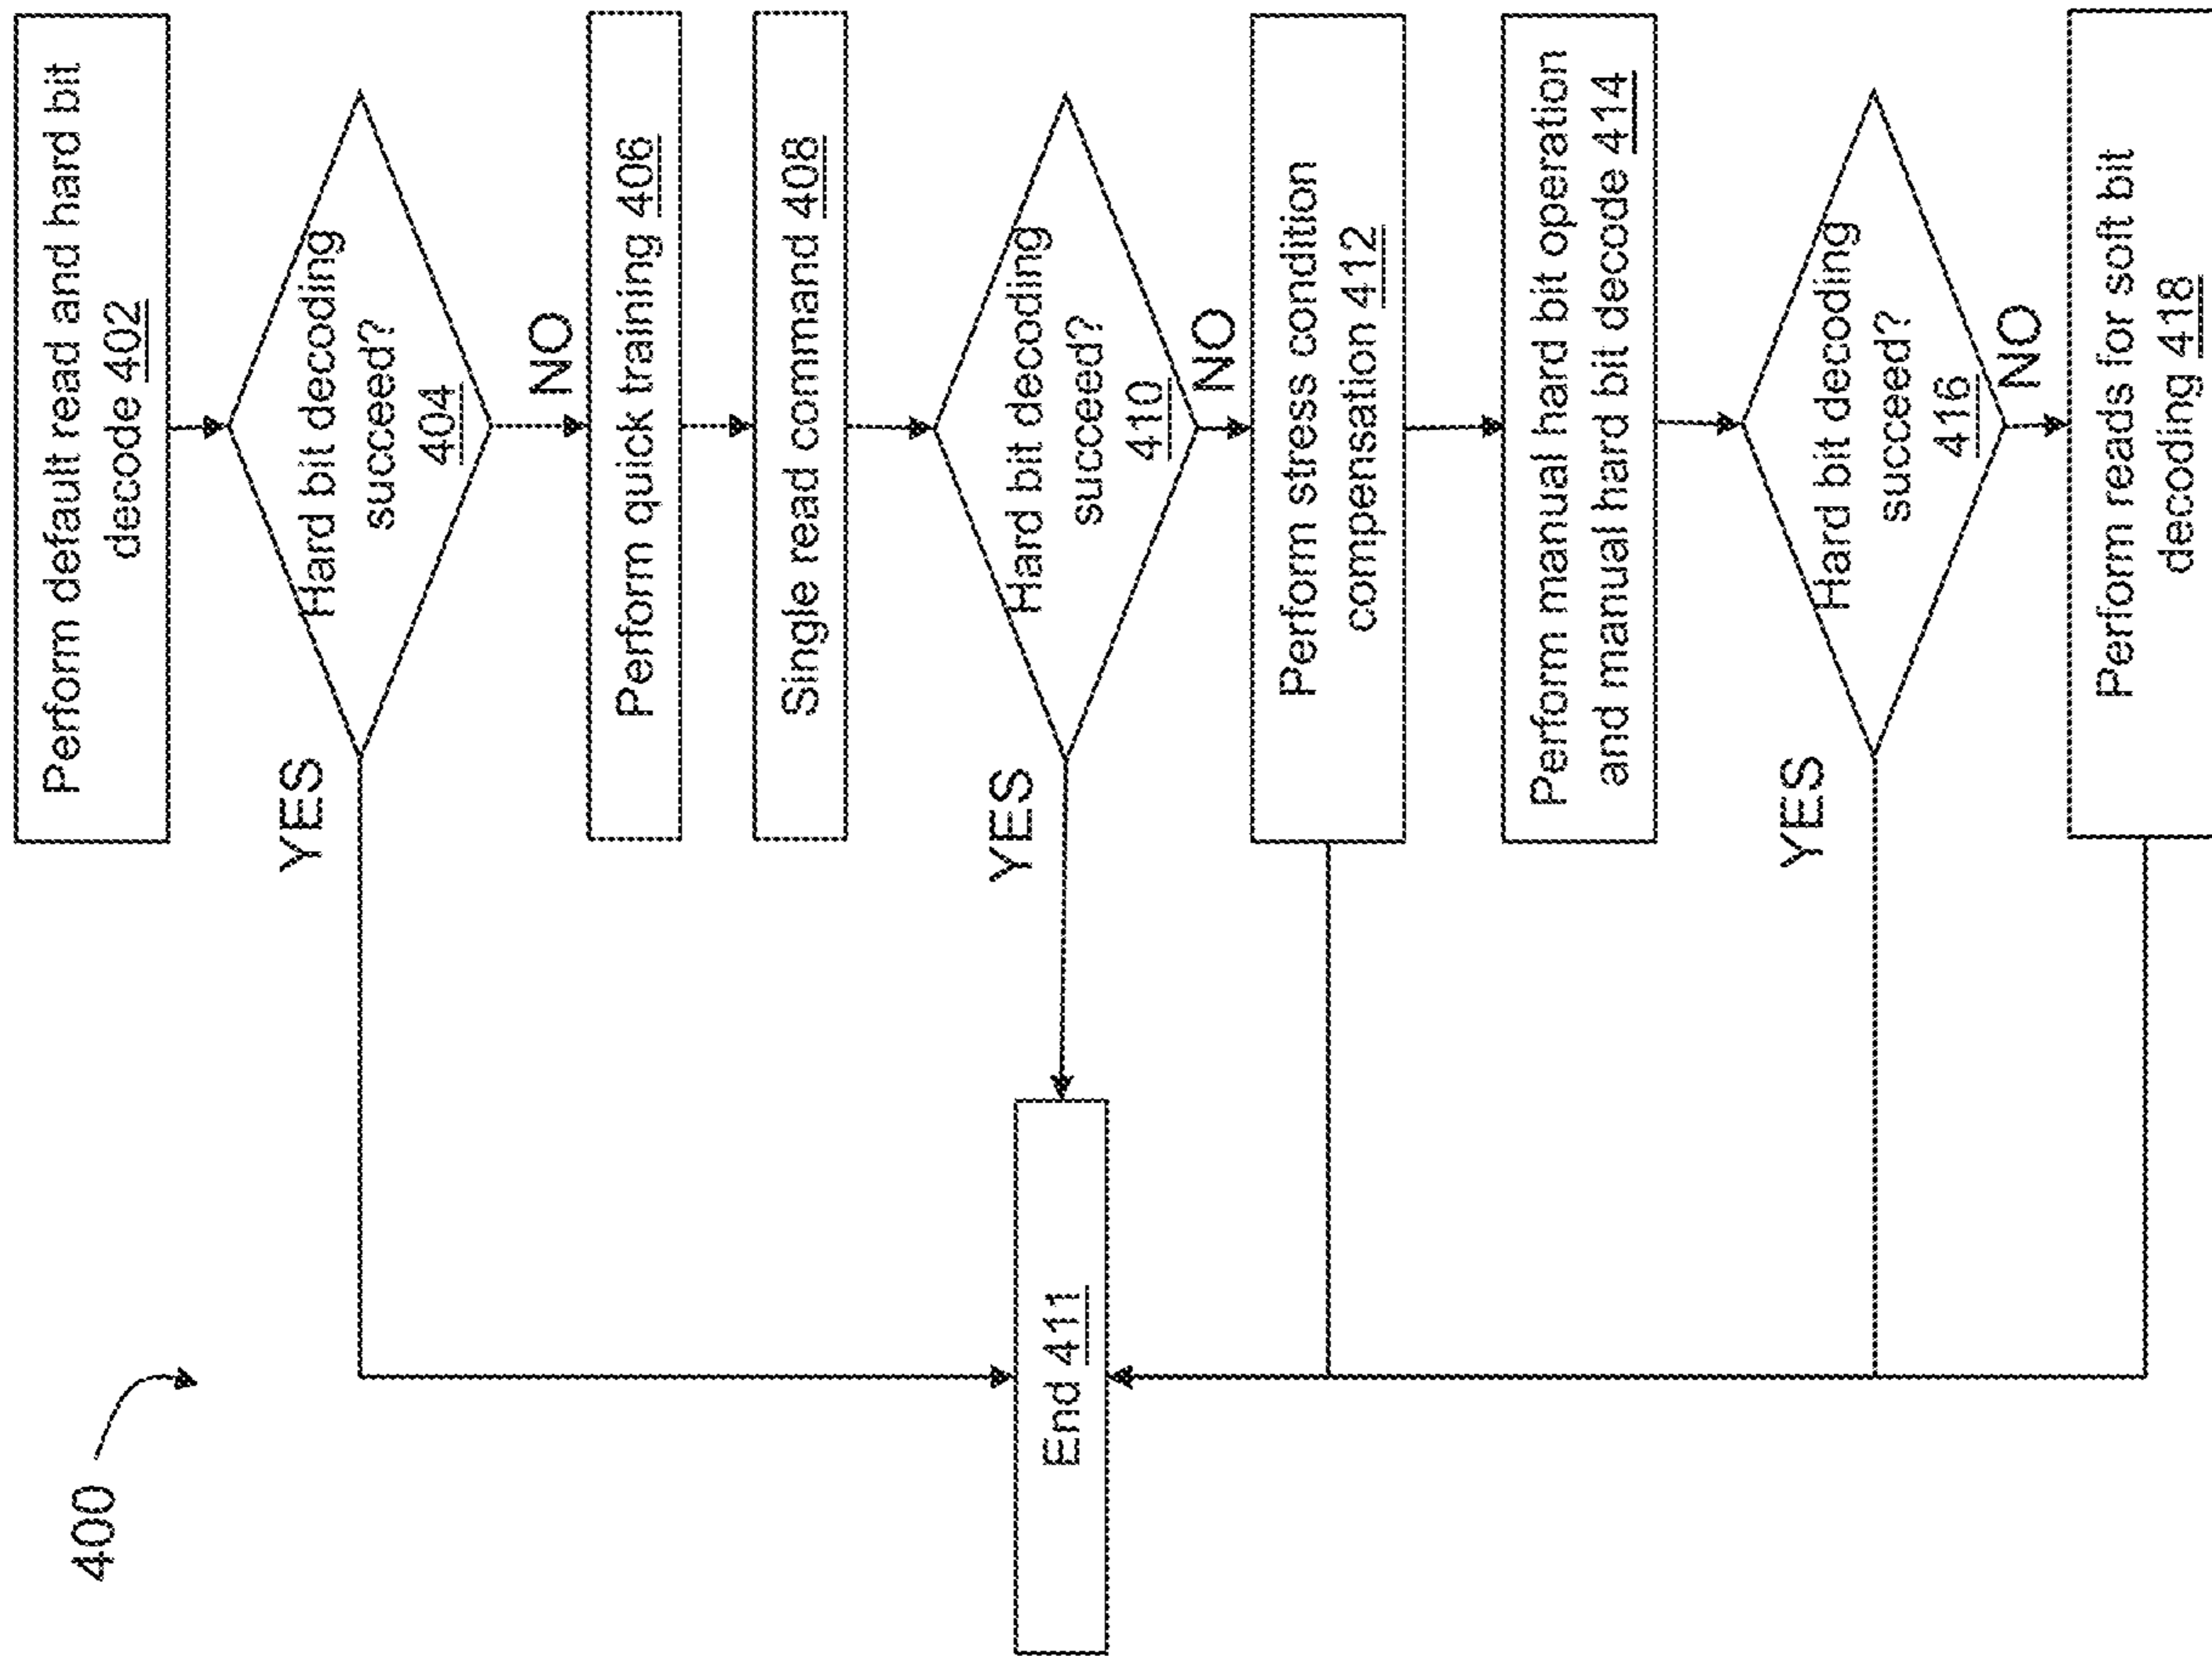 400
Perform default read and hard bit
decode 402
Hard bit decoding
succeed?
404
YES
NO
Perform quick training 406
Single read command 408
Hard bit decoding
succeed?
410
YES
NO
End 411
Perform stress condition
compensation 412
Perform manual hard bit operation
and manual hard bit decode 414
Hard bit decoding
succeed?
416
YES
NO
Perform reads for soft bit
decoding 418